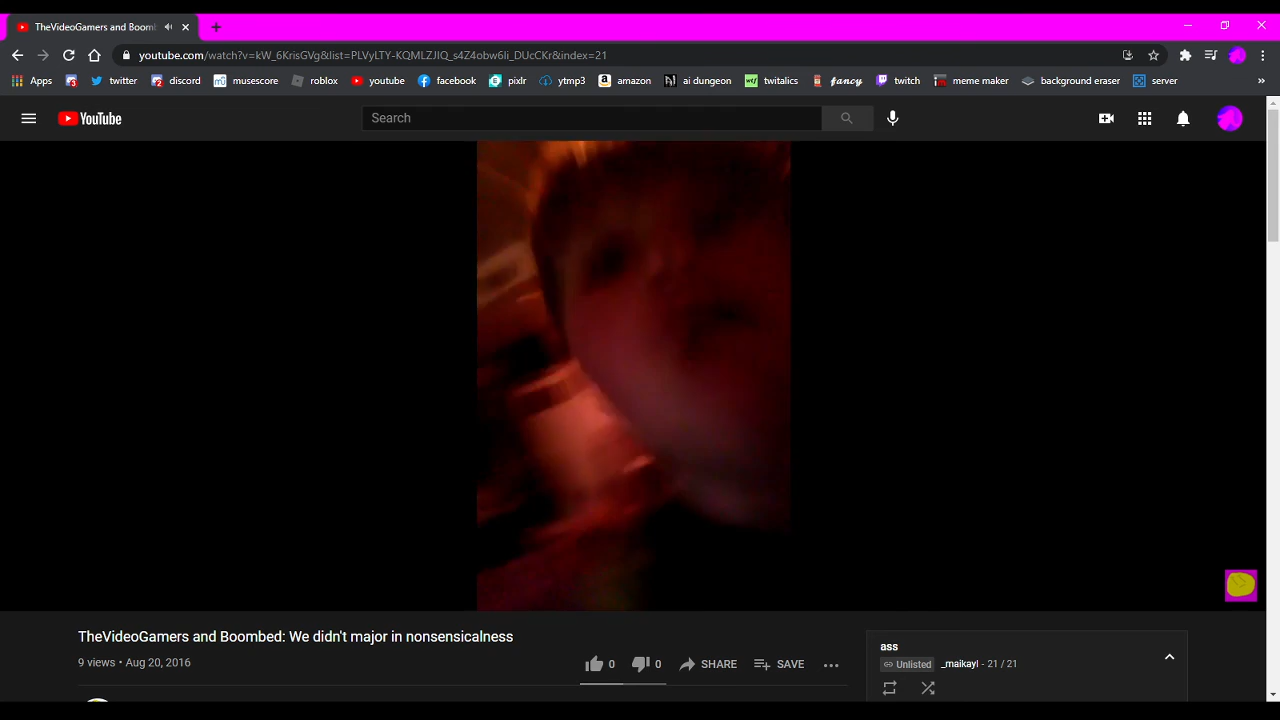 TheVideoGamers and Boombe
youtube.com/watch?v=kW_6KrisGVg&list=PLVyLTY-KQMLZJIQ_s4Z4obw6li_DUcCKr&index=21
Apps twitter discord musescore roblox youtube facebook pixlr ytmp3 amazon ai dungeon twitalics fancy twitch meme maker background eraser server
YouTube
Search
TheVideoGamers and Boombed: We didn't major in nonsensicalness
9 views • Aug 20, 2016
0 0 SHARE SAVE
ass
Unlisted _maikayl - 21 / 21